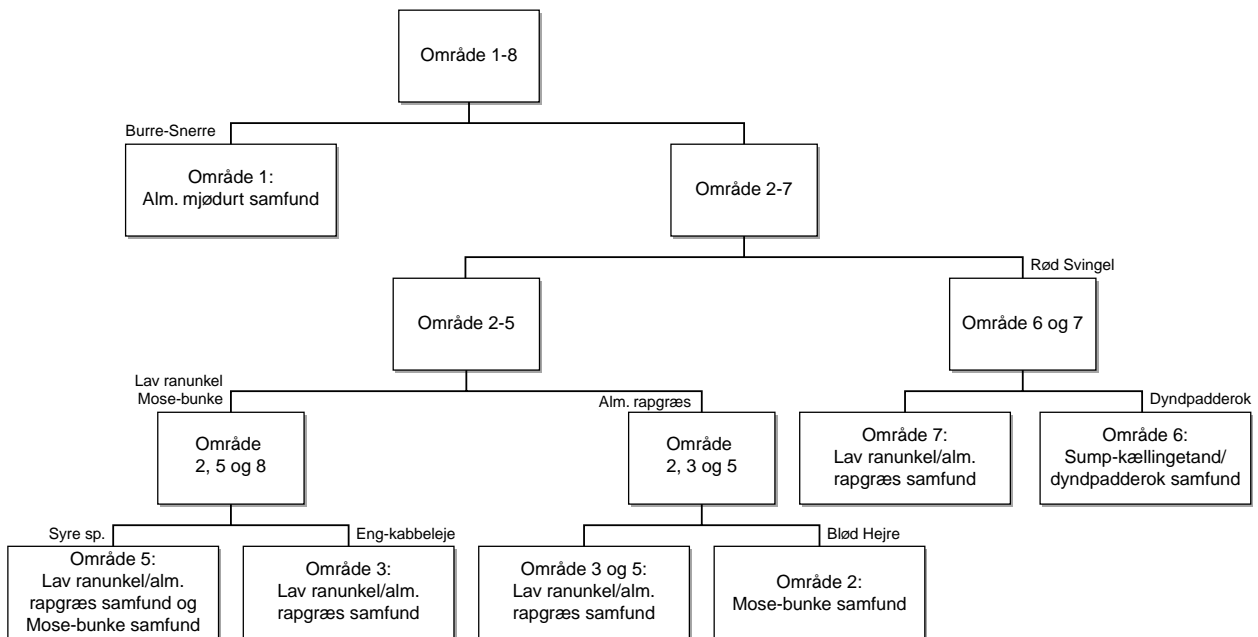 Område 1-8
Burre-Snerre
Område 1:
Alm. mjødurt samfund
Område 2-7
Rød Svingel
Område 2-5
Område 6 og 7
Lav ranunkel
Mose-bunke
Alm. rapgræs
Dyndpadderok
Område
2, 5 og 8
Område
2, 3 og 5
Område 7:
Lav ranunkel/alm.
rapgræs samfund
Område 6:
Sump-kællingetand/
dyndpadderok samfund
Syre sp.
Eng-kabbeleje
Blød Hejre
Område 5:
Lav ranunkel/alm.
rapgræs samfund og
Mose-bunke samfund
Område 3:
Lav ranunkel/alm.
rapgræs samfund
Område 3 og 5:
Lav ranunkel/alm.
rapgræs samfund
Område 2:
Mose-bunke samfund